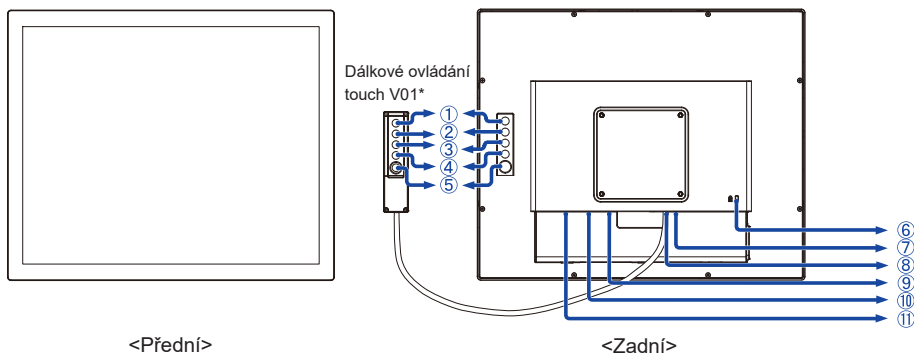 Dálkové ovládání
touch V01*
①
②
③
④
⑤
⑥
⑦
⑧
⑨
⑩
⑪
<Přední>
<Zadní>